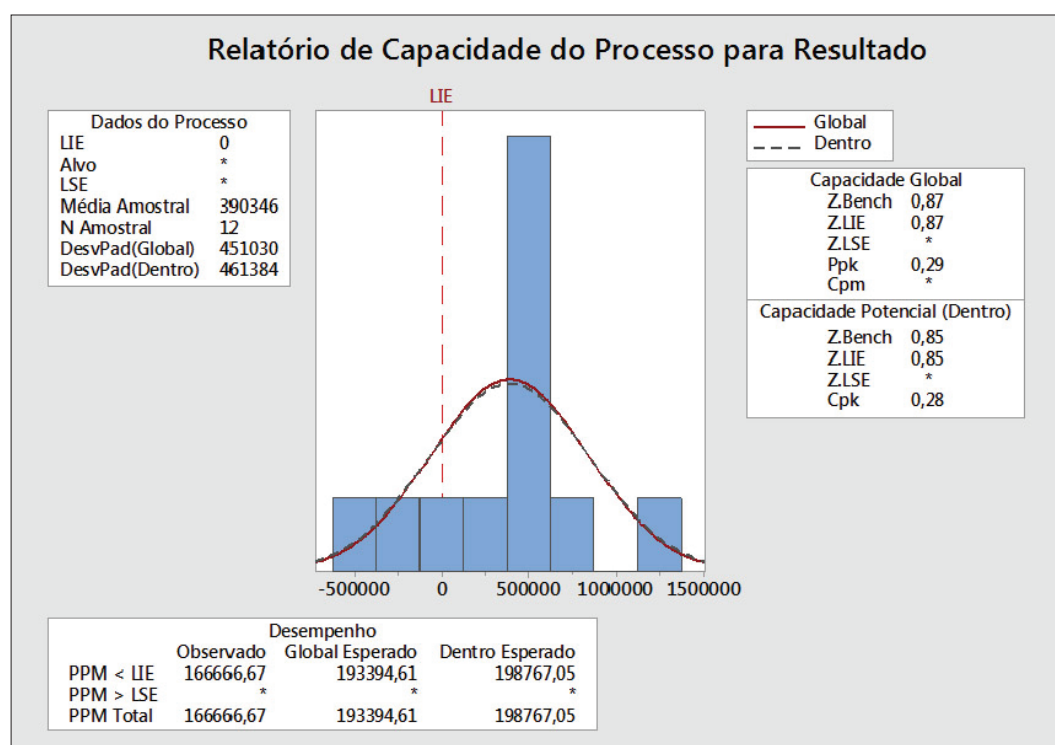 Relatório de Capacidade do Processo para Resultado
LIE
Dados do Processo
LIE 0
Alvo *
LSE *
Média Amostral 390346
N Amostral 12
DesvPad(Global) 451030
DesvPad(Dentro) 461384
Global
Dentro
Capacidade Global
Z.Bench 0,87
Z.LIE 0,87
Z.LSE *
Ppk 0,29
Cpm *
Capacidade Potencial (Dentro)
Z.Bench 0,85
Z.LIE 0,85
Z.LSE *
Cpk 0,28
-500000 0 500000 1000000 1500000
Desempenho
Observado Global Esperado Dentro Esperado
PPM < LIE 166666,67 193394,61 198767,05
PPM > LSE * * *
PPM Total 166666,67 193394,61 198767,05